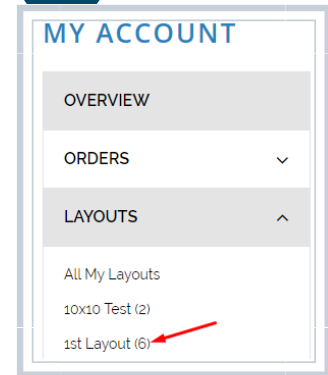 MY ACCOUNT
OVERVIEW
ORDERS
LAYOUTS
All My Layouts
10x10 Test (2)
1st Layout (6)